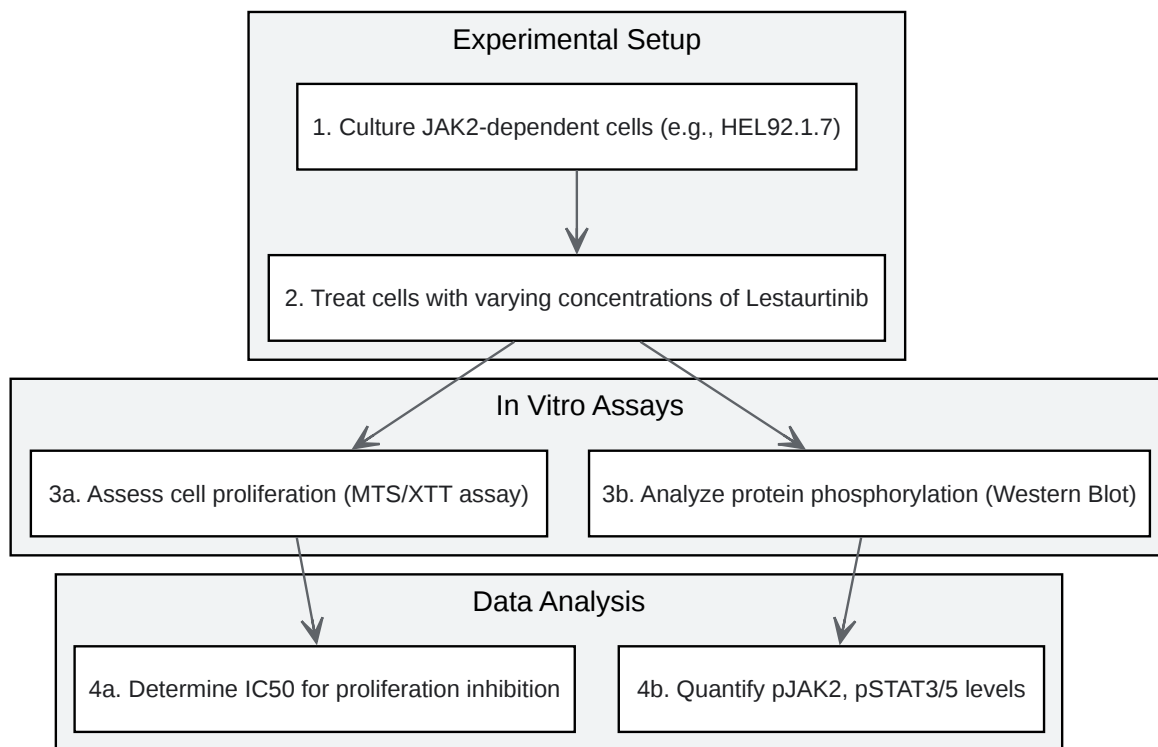 Experimental Setup
1. Culture JAK2-dependent cells (e.g., HEL92.1.7)
2. Treat cells with varying concentrations of Lestaurtinib
In Vitro Assays
3a. Assess cell proliferation (MTS/XTT assay)
3b. Analyze protein phosphorylation (Western Blot)
Data Analysis
4a. Determine IC50 for proliferation inhibition
4b. Quantify pJAK2, pSTAT3/5 levels